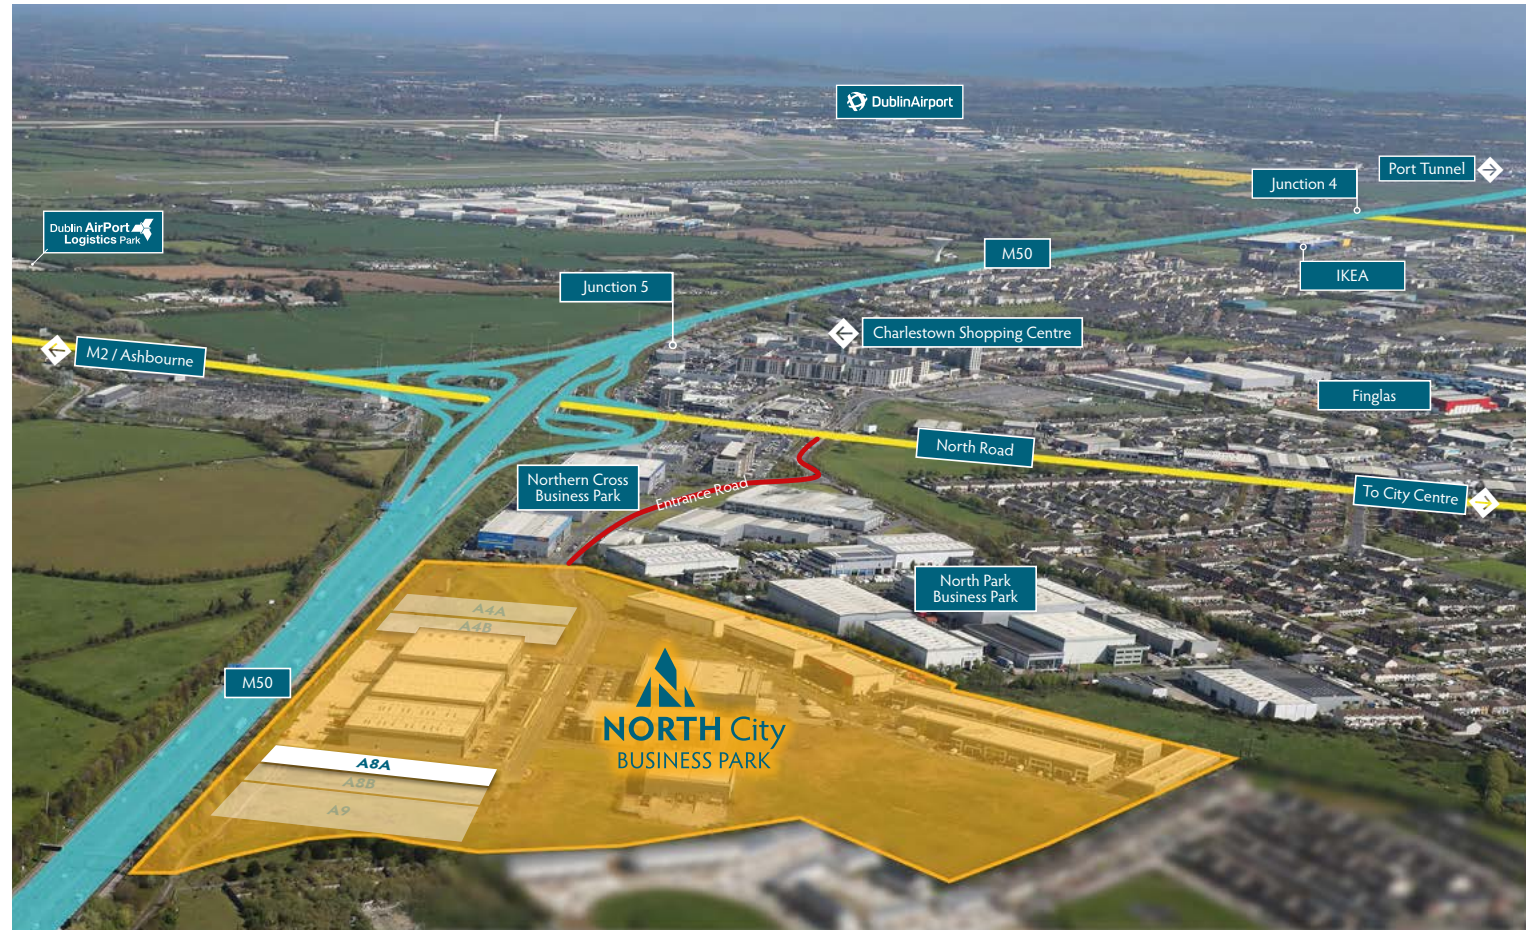 DublinAirport
Port Tunnel
Junction 4
Dublin AirPort
Logistics Park
M50
IKEA
Junction 5
Charlestown Shopping Centre
M2 / Ashbourne
Finglas
North Road
Northern Cross
Business Park
Entrance Road
To City Centre
North Park
Business Park
A4A
A4B
M50
NORTH City
BUSINESS PARK
A8A
A8B
A9